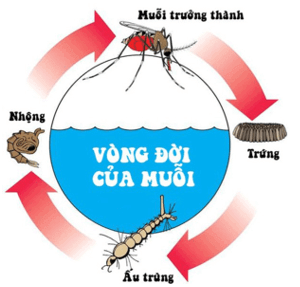 Muỗi trưởng thành
Nhộng
Trứng
VÒNG ĐỜI
CỦA MUỖI
Ấu trùng